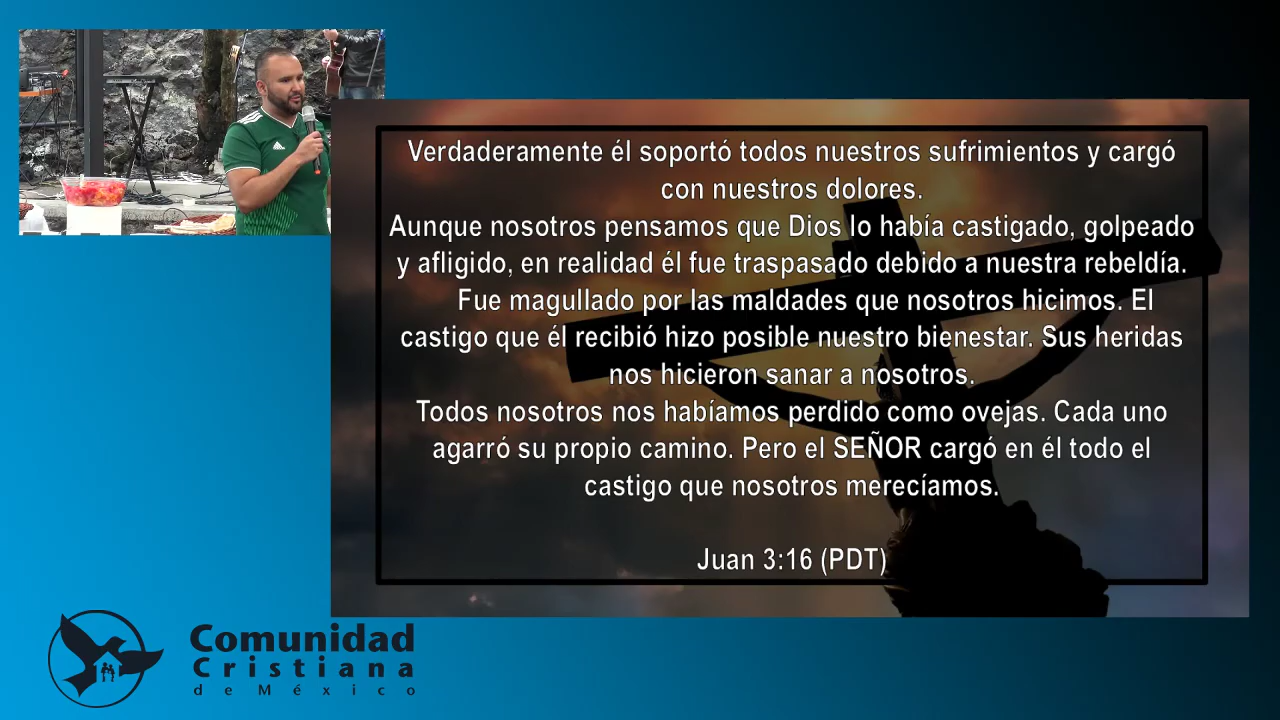 Verdaderamente él soportó todos nuestros sufrimientos y cargó
con nuestros dolores.
Aunque nosotros pensamos que Dios lo había castigado, golpeado
y afligido, en realidad él fue traspasado debido a nuestra rebeldía.
Fue magullado por las maldades que nosotros hicimos. El
castigo que él recibió hizo posible nuestro bienestar. Sus heridas
nos hicieron sanar a nosotros.
Todos nosotros nos habíamos perdido como ovejas. Cada uno
agarró su propio camino. Pero el SEÑOR cargó en él todo el
castigo que nosotros merecíamos.
Juan 3:16 (PDT)
Comunidad
Cristiana
de México